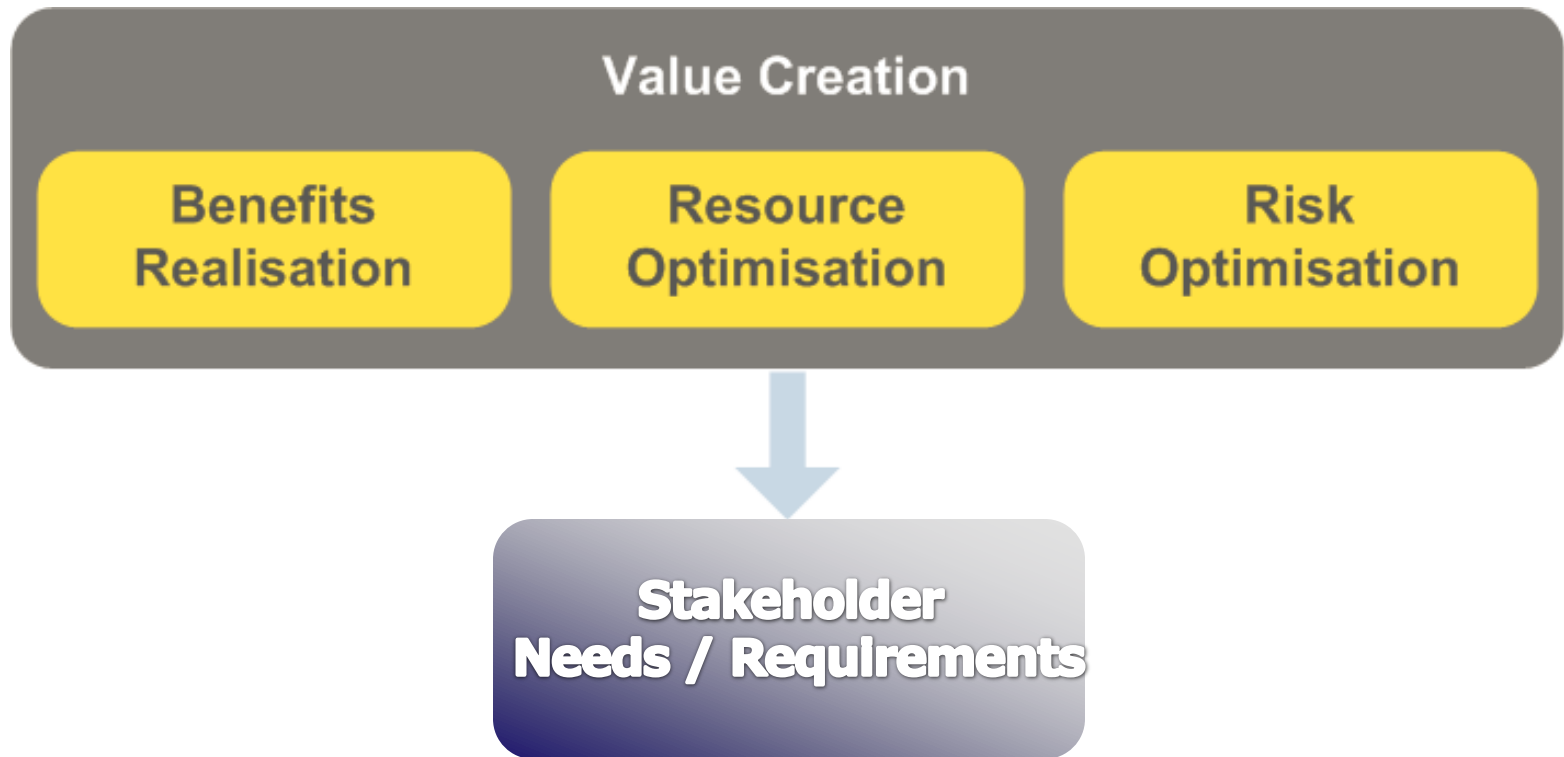 Value Creation
Benefits
Realisation
Resource
Optimisation
Risk
Optimisation
Stakeholder
Needs / Requirements